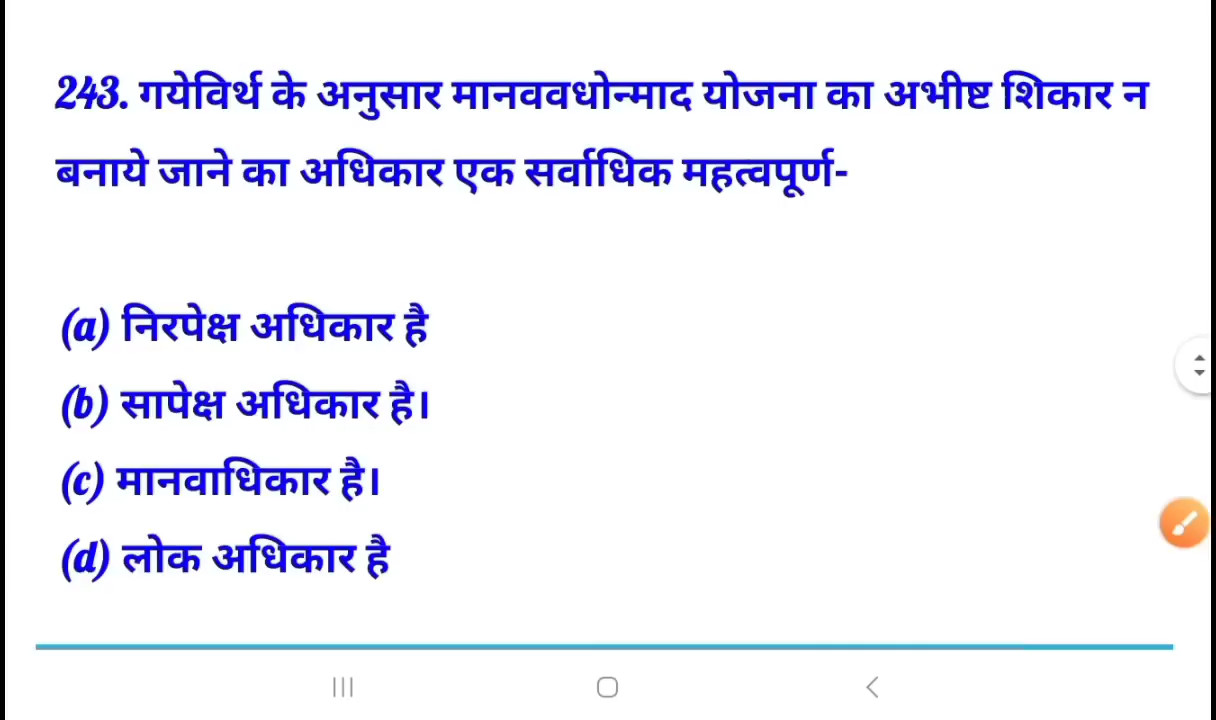 243. गयेविर्थ के अनुसार मानववधोन्माद योजना का अभीष्ट शिकार न
बनाये जाने का अधिकार एक सर्वाधिक महत्वपूर्ण-
(a) निरपेक्ष अधिकार है
(b) सापेक्ष अधिकार है।
(c) मानवाधिकार है।
(d) लोक अधिकार है